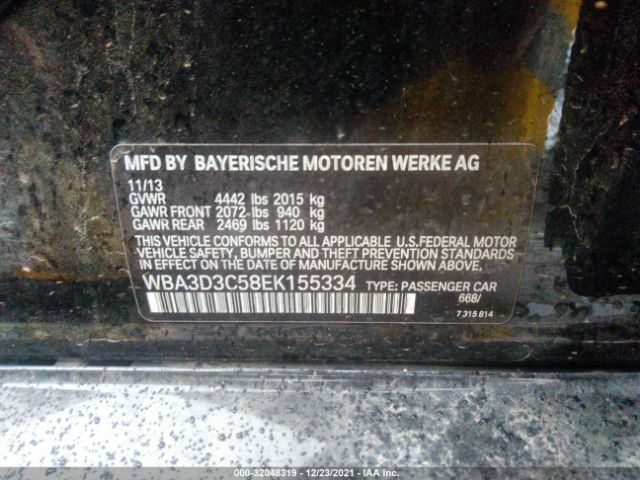 MFD BY BAYERISCHE MOTOREN WERKE AG
11/13
GVWR 4442 lbs 2015 kg
GAWR FRONT 2072 lbs 940 kg
GAWR REAR 2469 lbs 1120 kg
THIS VEHICLE CONFORMS TO ALL APPLICABLE U.S.FEDERAL MOTOR
VEHICLE SAFETY, BUMPER AND THEFT PREVENTION STANDARDS
IN EFFECT ON THE DATE OF MANUFACTURE SHOWN ABOVE.
WBA3D3C58EK155334 TYPE: PASSENGER CAR
668/
7 315 814
000-32048319 - 12/23/2021 - IAA Inc.